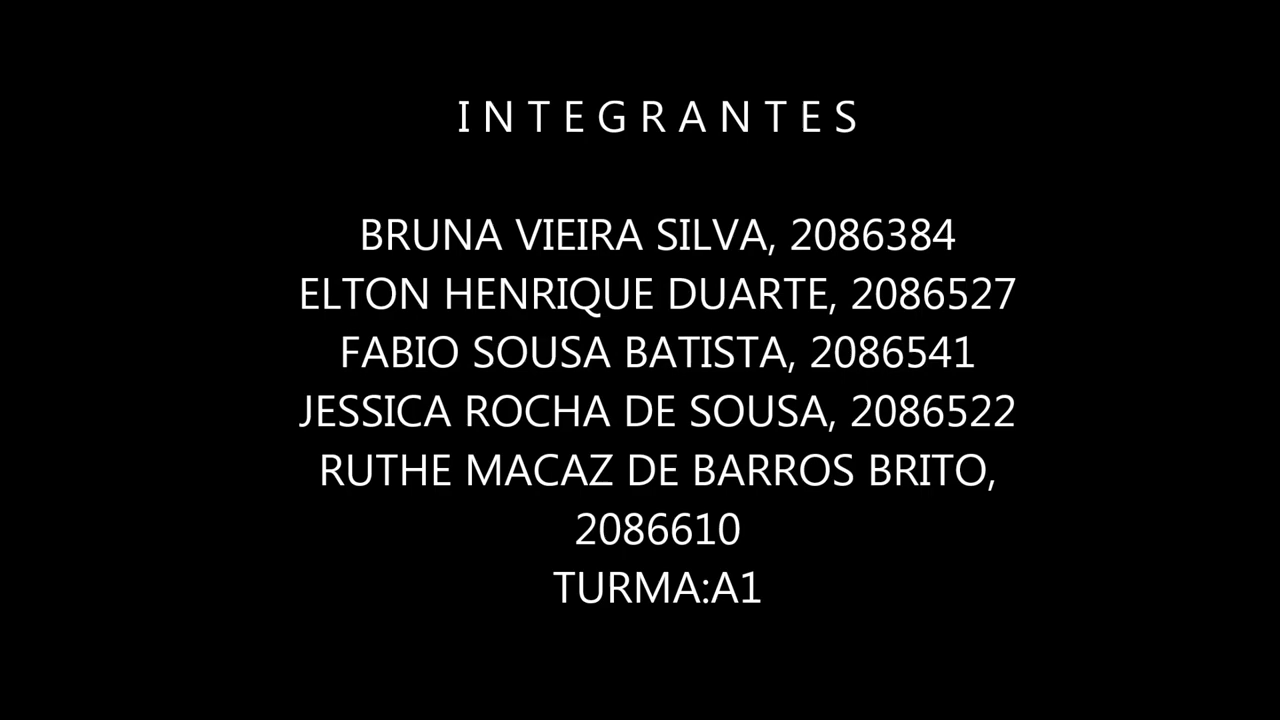 I N T E G R A N T E S
BRUNA VIEIRA SILVA, 2086384
ELTON HENRIQUE DUARTE, 2086527
FABIO SOUSA BATISTA, 2086541
JESSICA ROCHA DE SOUSA, 2086522
RUTHE MACAZ DE BARROS BRITO,
2086610
TURMA:A1